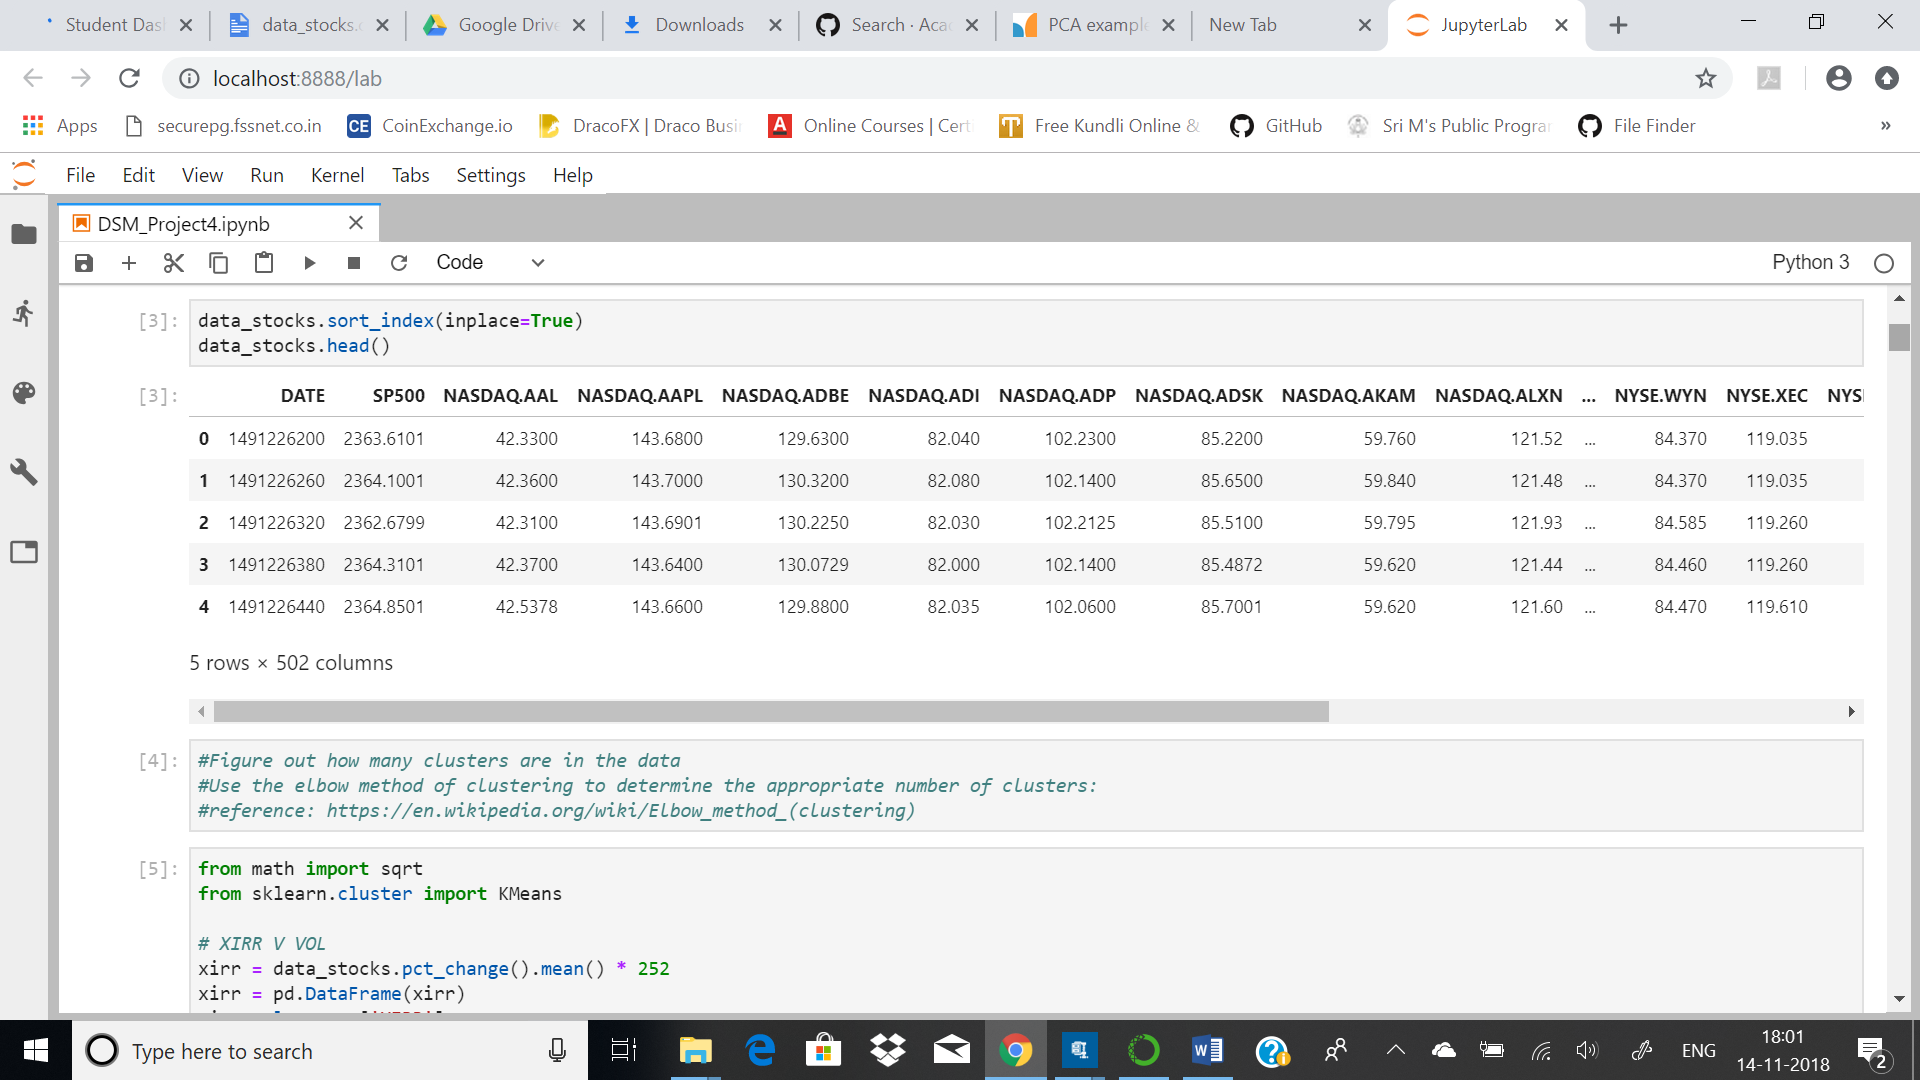 Student Das
data_stocks.c
Google Drive
Downloads
Search · Aca
PCA example
New Tab
JupyterLab
localhost:8888/lab
Apps
securepg.fssnet.co.in
CE
CoinExchange.io
DracoFX | Draco Busi
A
Online Courses | Cert
T
Free Kundli Online &
GitHub
Sri M's Public Progra
File Finder
»
File Edit View Run Kernel Tabs Settings Help
DSM_Project4.ipynb
Code
Python 3
[3]: data_stocks.sort_index(inplace=True)
data_stocks.head()
[3]: DATE SP500 NASDAQ.AAL NASDAQ.AAPL NASDAQ.ADBE NASDAQ.ADI NASDAQ.ADP NASDAQ.ADSK NASDAQ.AKAM NASDAQ.ALXN ... NYSE.WYN NYSE.XEC NYSI
0 1491226200 2363.6101 42.3300 143.6800 129.6300 82.040 102.2300 85.2200 59.760 121.52 ... 84.370 119.035
1 1491226260 2364.1001 42.3600 143.7000 130.3200 82.080 102.1400 85.6500 59.840 121.48 ... 84.370 119.035
2 1491226320 2362.6799 42.3100 143.6901 130.2250 82.030 102.2125 85.5100 59.795 121.93 ... 84.585 119.260
3 1491226380 2364.3101 42.3700 143.6400 130.0729 82.000 102.1400 85.4872 59.620 121.44 ... 84.460 119.260
4 1491226440 2364.8501 42.5378 143.6600 129.8800 82.035 102.0600 85.7001 59.620 121.60 ... 84.470 119.610
5 rows × 502 columns
[4]: #Figure out how many clusters are in the data
#Use the elbow method of clustering to determine the appropriate number of clusters:
#reference: https://en.wikipedia.org/wiki/Elbow_method_(clustering)
[5]: from math import sqrt
from sklearn.cluster import KMeans
# XIRR V VOL
xirr = data_stocks.pct_change().mean() * 252
xirr = pd.DataFrame(xirr)
Type here to search
ENG
18:01
14-11-2018
2